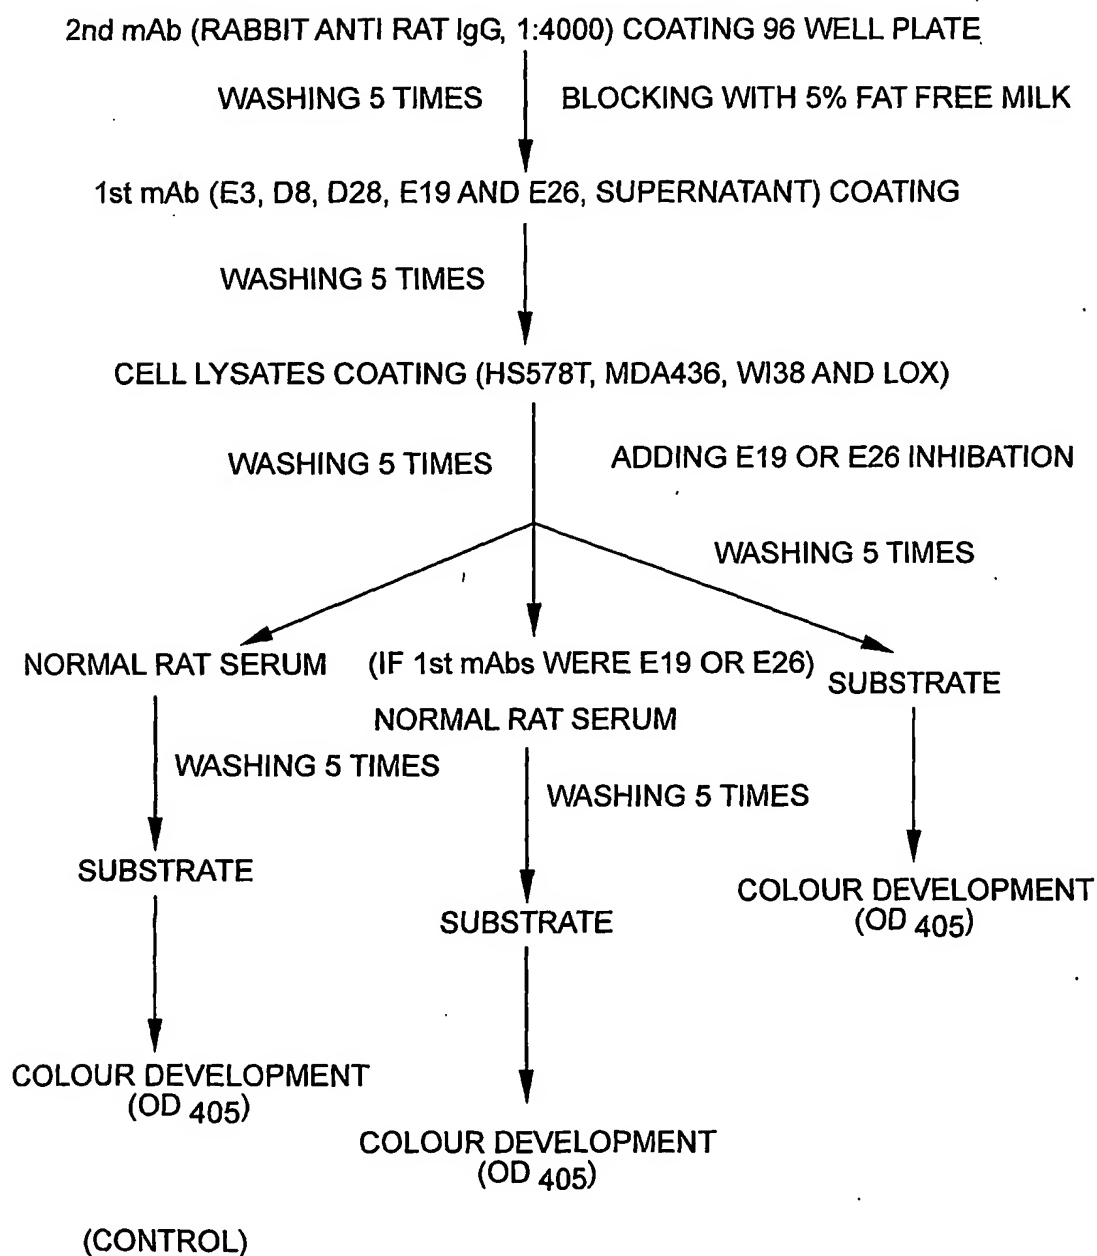 2nd mAb (RABBIT ANTI RAT IgG, 1:4000) COATING 96 WELL PLATE
WASHING 5 TIMES
BLOCKING WITH 5% FAT FREE MILK
1st mAb (E3, D8, D28, E19 AND E26, SUPERNATANT) COATING
WASHING 5 TIMES
CELL LYSATES COATING (HS578T, MDA436, WI38 AND LOX)
WASHING 5 TIMES
ADDING E19 OR E26 INHIBATION
WASHING 5 TIMES
NORMAL RAT SERUM
WASHING 5 TIMES
SUBSTRATE
COLOUR DEVELOPMENT
(OD 405)
(CONTROL)
(IF 1st mAbs WERE E19 OR E26)
NORMAL RAT SERUM
WASHING 5 TIMES
SUBSTRATE
COLOUR DEVELOPMENT
(OD 405)
SUBSTRATE
COLOUR DEVELOPMENT
(OD 405)